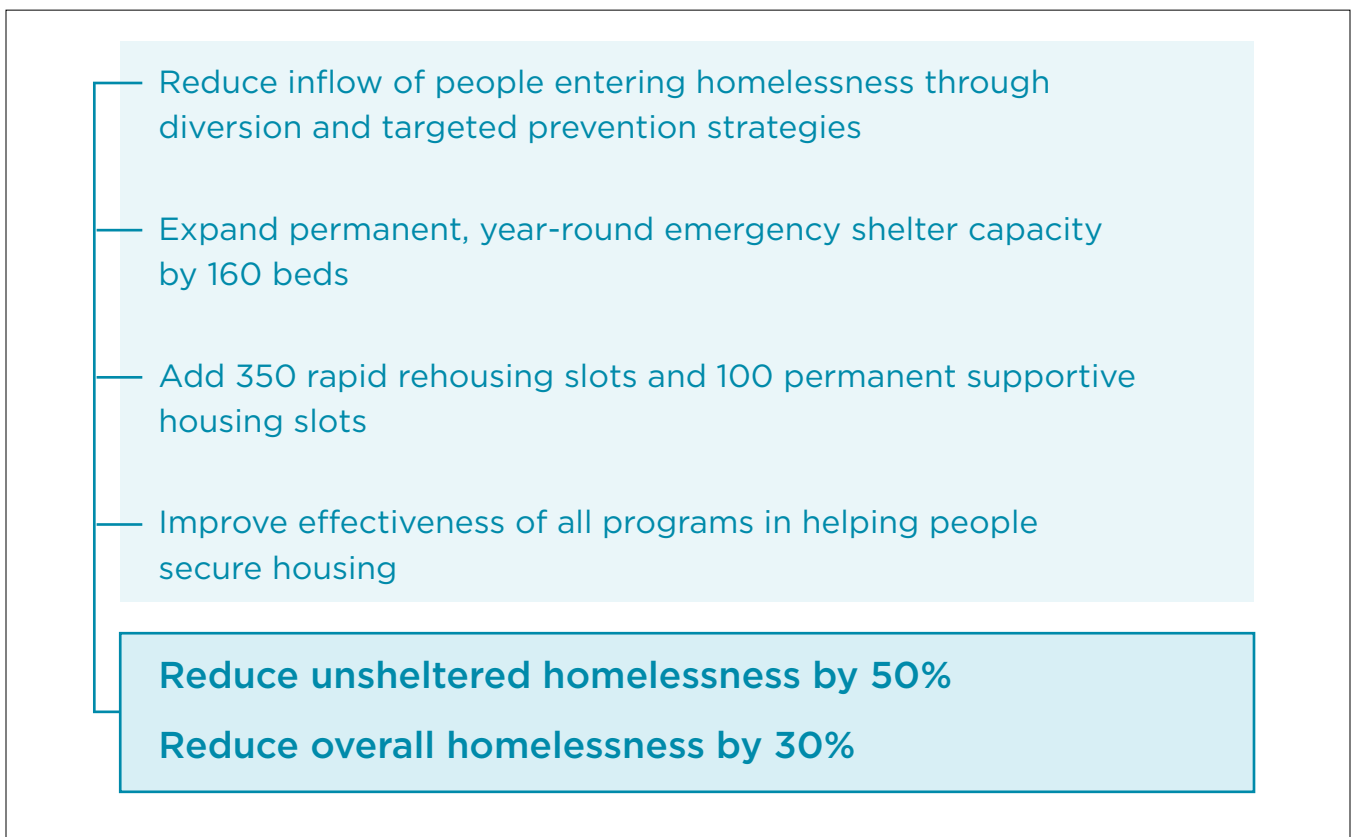 Reduce inflow of people entering homelessness through
diversion and targeted prevention strategies
Expand permanent, year-round emergency shelter capacity
by 160 beds
Add 350 rapid rehousing slots and 100 permanent supportive
housing slots
Improve effectiveness of all programs in helping people
secure housing
Reduce unsheltered homelessness by 50%
Reduce overall homelessness by 30%